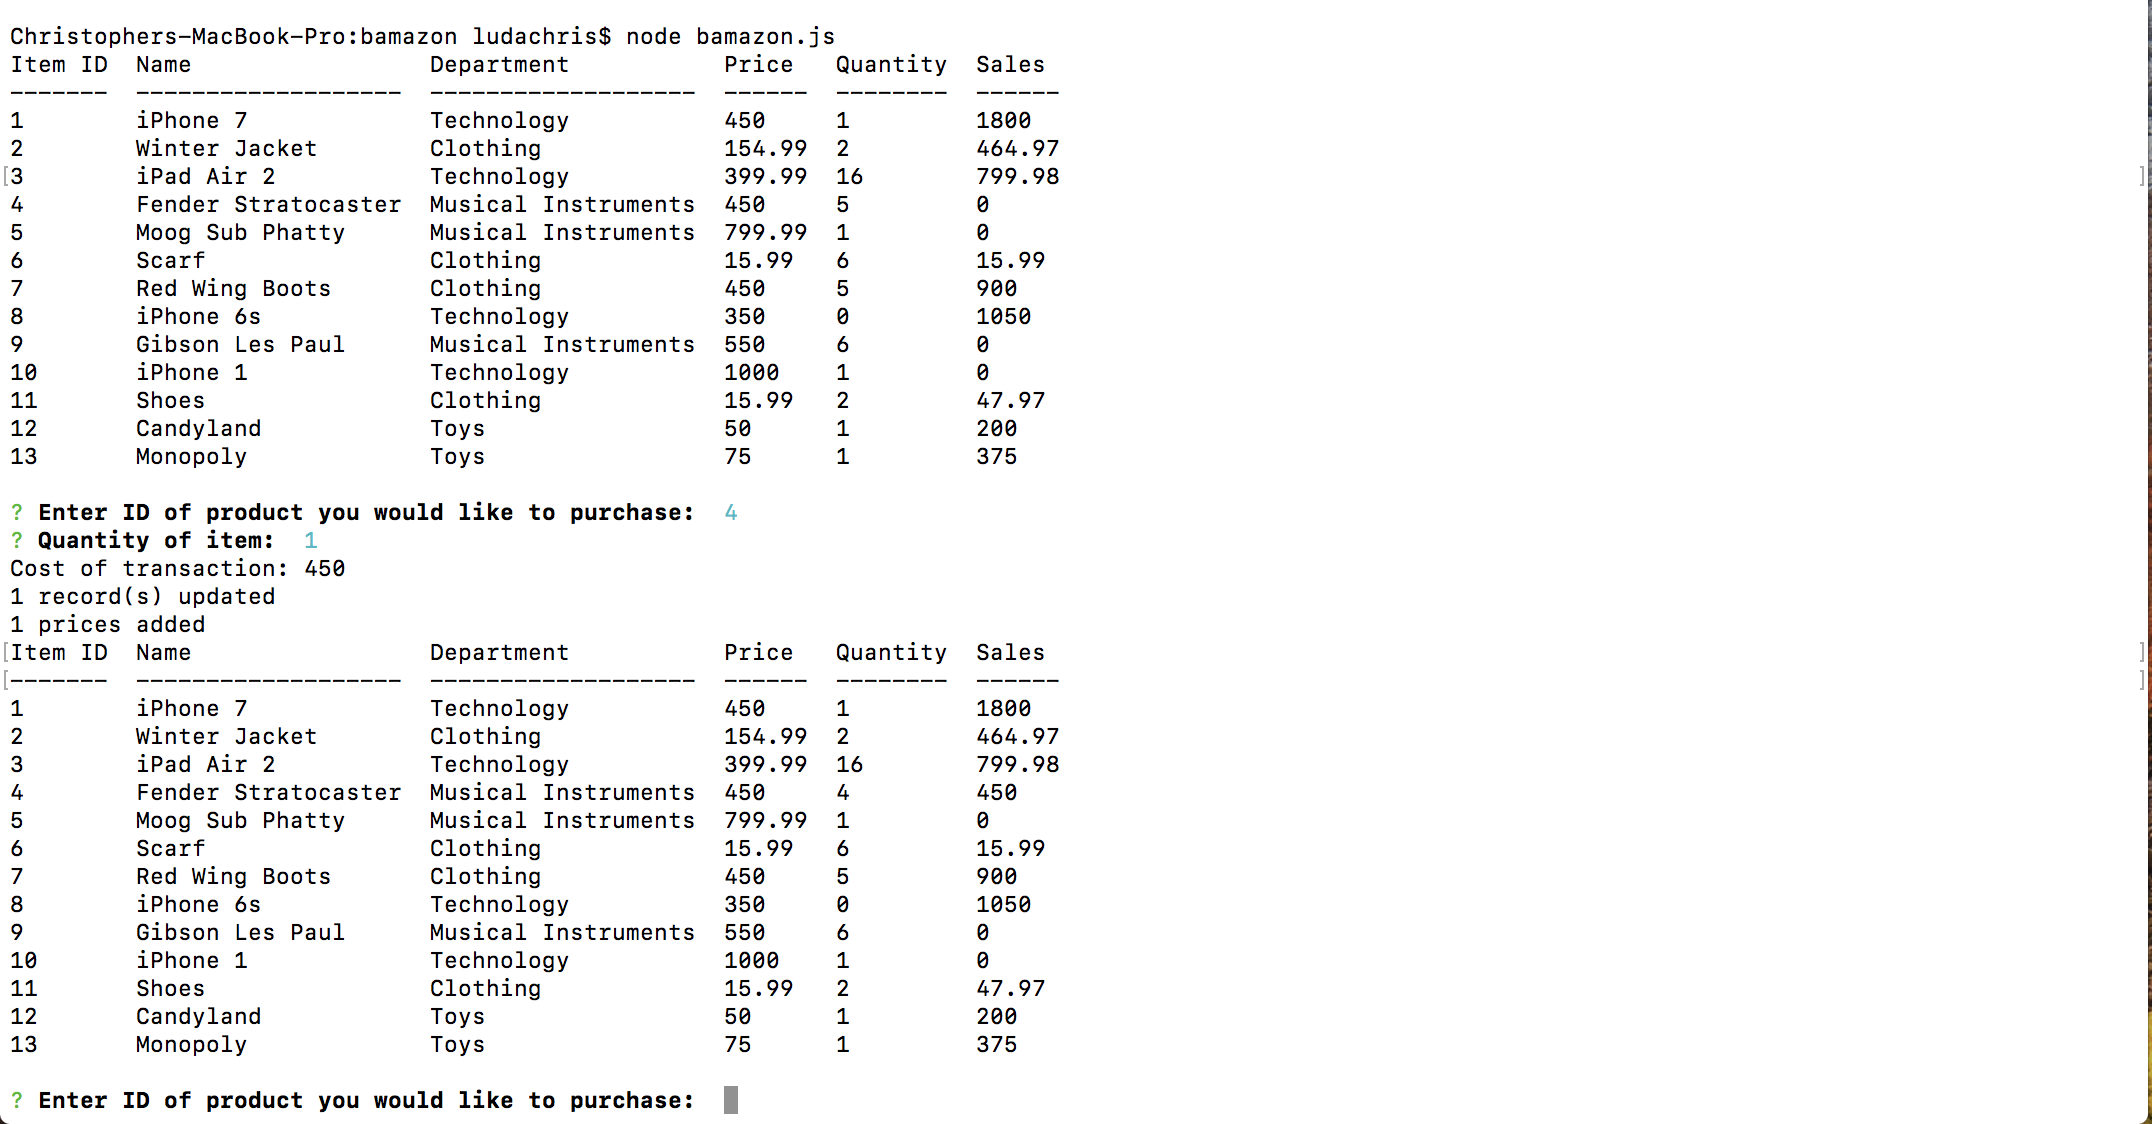 Christophers-MacBook-Pro:bamazon ludachris$ node bamazon.js
Item ID  Name                 Department           Price   Quantity  Sales
-------  -------------------  -------------------  ------  --------  ------
1        iPhone 7             Technology           450     1         1800
2        Winter Jacket        Clothing             154.99  2         464.97
[3        iPad Air 2           Technology           399.99  16        799.98 ]
4        Fender Stratocaster  Musical Instruments  450     5         0
5        Moog Sub Phatty      Musical Instruments  799.99  1         0
6        Scarf                Clothing             15.99   6         15.99
7        Red Wing Boots       Clothing             450     5         900
8        iPhone 6s            Technology           350     0         1050
9        Gibson Les Paul      Musical Instruments  550     6         0
10       iPhone 1             Technology           1000    1         0
11       Shoes                Clothing             15.99   2         47.97
12       Candyland            Toys                 50      1         200
13       Monopoly             Toys                 75      1         375
? Enter ID of product you would like to purchase:  4
? Quantity of item:  1
Cost of transaction: 450
1 record(s) updated
1 prices added
[Item ID  Name                 Department           Price   Quantity  Sales ]
[-------  -------------------  -------------------  ------  --------  ------ ]
1        iPhone 7             Technology           450     1         1800
2        Winter Jacket        Clothing             154.99  2         464.97
3        iPad Air 2           Technology           399.99  16        799.98
4        Fender Stratocaster  Musical Instruments  450     4         450
5        Moog Sub Phatty      Musical Instruments  799.99  1         0
6        Scarf                Clothing             15.99   6         15.99
7        Red Wing Boots       Clothing             450     5         900
8        iPhone 6s            Technology           350     0         1050
9        Gibson Les Paul      Musical Instruments  550     6         0
10       iPhone 1             Technology           1000    1         0
11       Shoes                Clothing             15.99   2         47.97
12       Candyland            Toys                 50      1         200
13       Monopoly             Toys                 75      1         375
? Enter ID of product you would like to purchase: